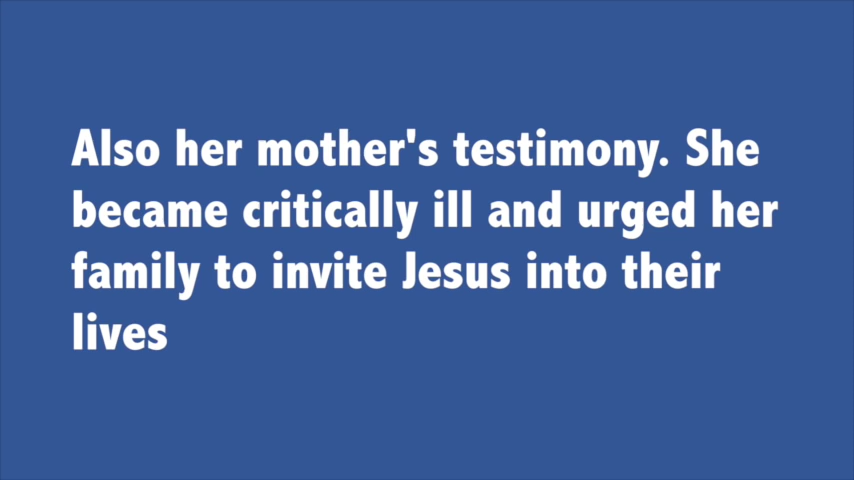 Also her mother's testimony. She
became critically ill and urged her
family to invite Jesus into their
lives